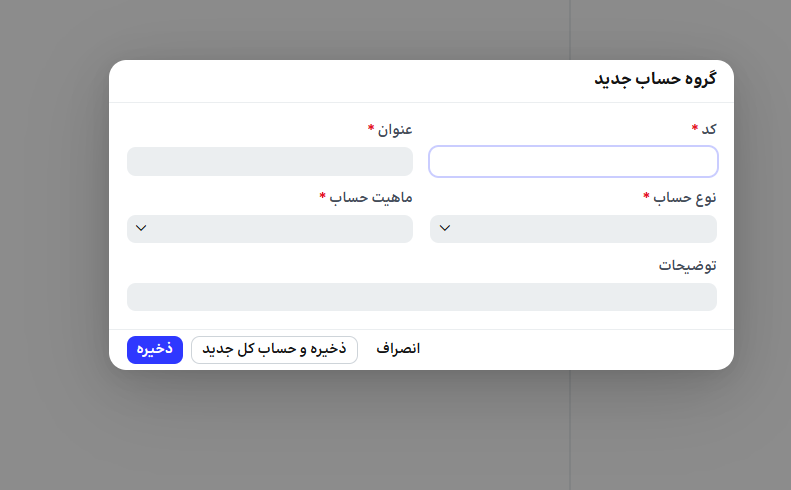 گروه حساب جدید
کد * عنوان *
نوع حساب * ماهیت حساب *
توضیحات
انصراف ذخیره و حساب کل جدید ذخیره